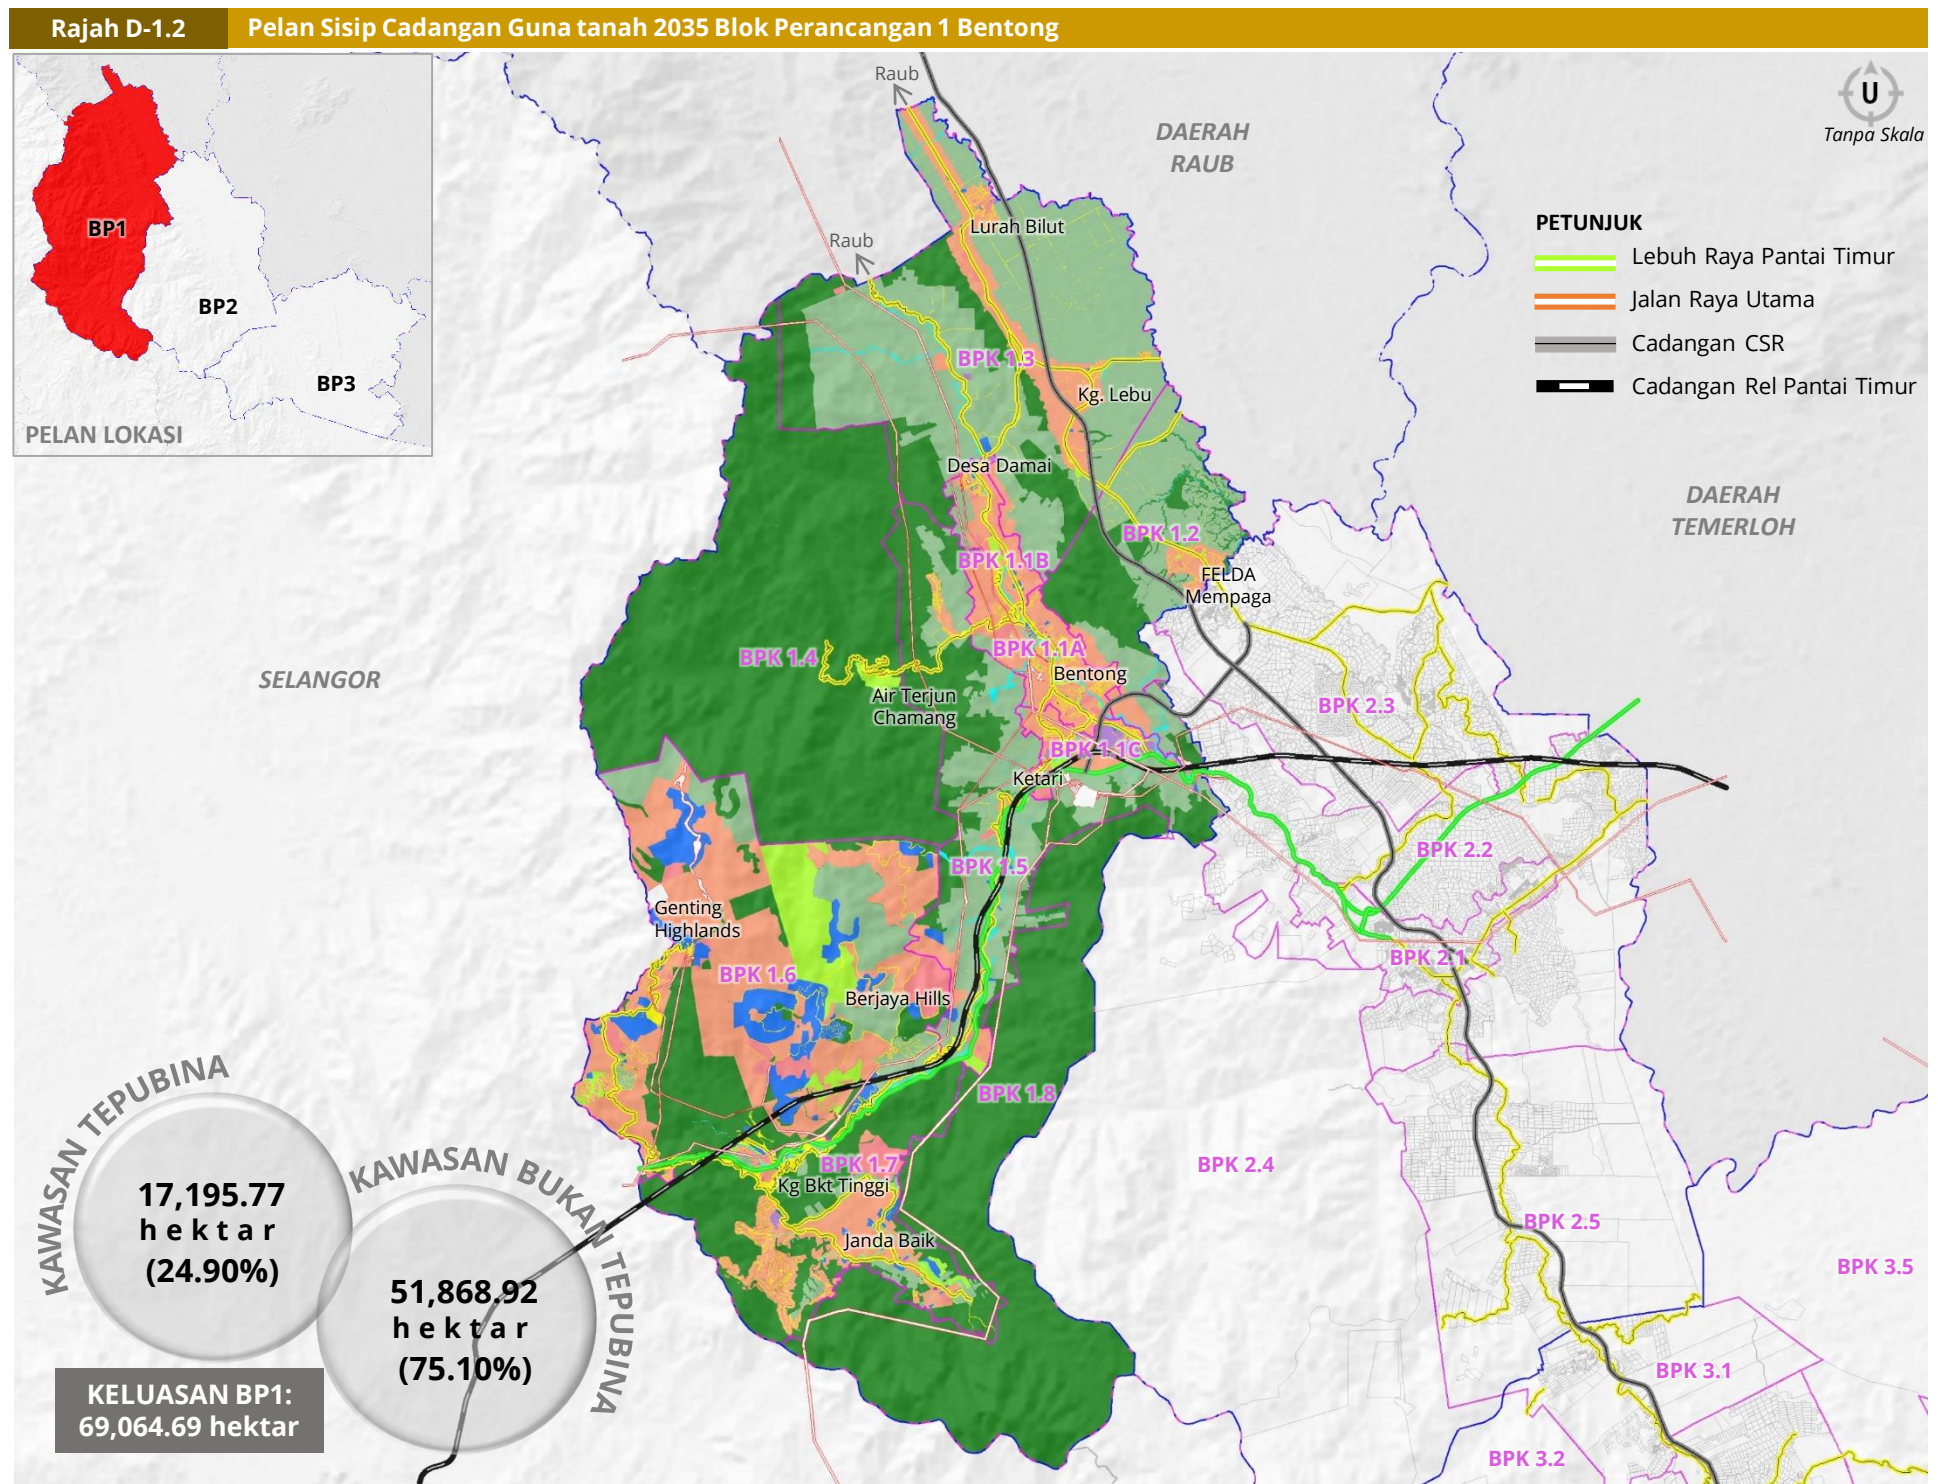 Rajah D-1.2
Pelan Sisip Cadangan Guna tanah 2035 Blok Perancangan 1 Bentong
BP1
BP2
BP3
PELAN LOKASI
Raub
Raub
DAERAH
RAUB
U
Tanpa Skala
PETUNJUK
Lebuh Raya Pantai Timur
Jalan Raya Utama
Cadangan CSR
Cadangan Rel Pantai Timur
DAERAH
TEMERLOH
SELANGOR
Lurah Bilut
BPK 1.3
Kg. Lebu
Desa Damai
BPK 1.2
BPK 1.1B
FELDA
Mempaga
BPK 1.4
BPK 1.1A
Bentong
Air Terjun
Chamang
BPK 2.3
BPK 1.1C
Ketari
BPK 2.2
BPK 1.5
Genting
Highlands
BPK 2.1
BPK 1.6
Berjaya Hills
BPK 1.8
BPK 1.7
Kg Bkt Tinggi
BPK 2.4
BPK 2.5
Janda Baik
BPK 3.5
BPK 3.1
BPK 3.2
KAWASAN TEPUBINA
17,195.77
hektar
(24.90%)
KAWASAN BUKAN TEPUBINA
51,868.92
hektar
(75.10%)
KELUASAN BP1:
69,064.69 hektar